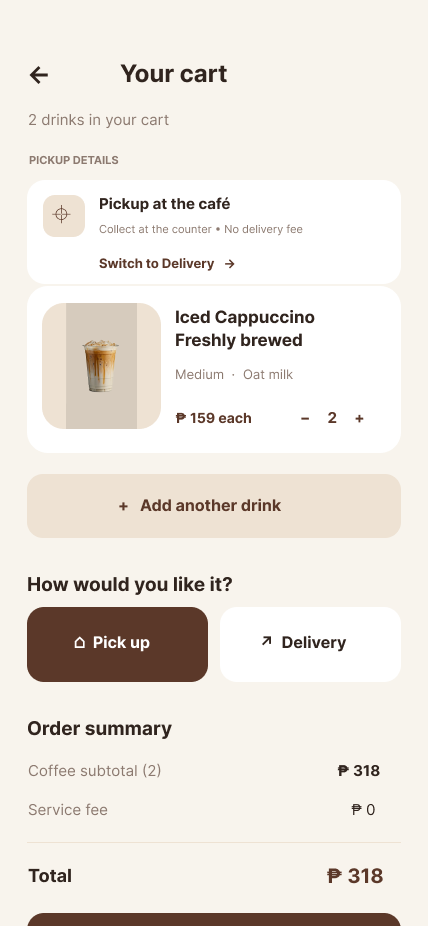 ← Your cart
2 drinks in your cart
PICKUP DETAILS
Pickup at the café
Collect at the counter • No delivery fee
Switch to Delivery →
Iced Cappuccino
Freshly brewed
Medium · Oat milk
₱ 159 each − 2 +
+ Add another drink
How would you like it?
⌂ Pick up
↗ Delivery
Order summary
Coffee subtotal (2) ₱ 318
Service fee ₱ 0
Total ₱ 318